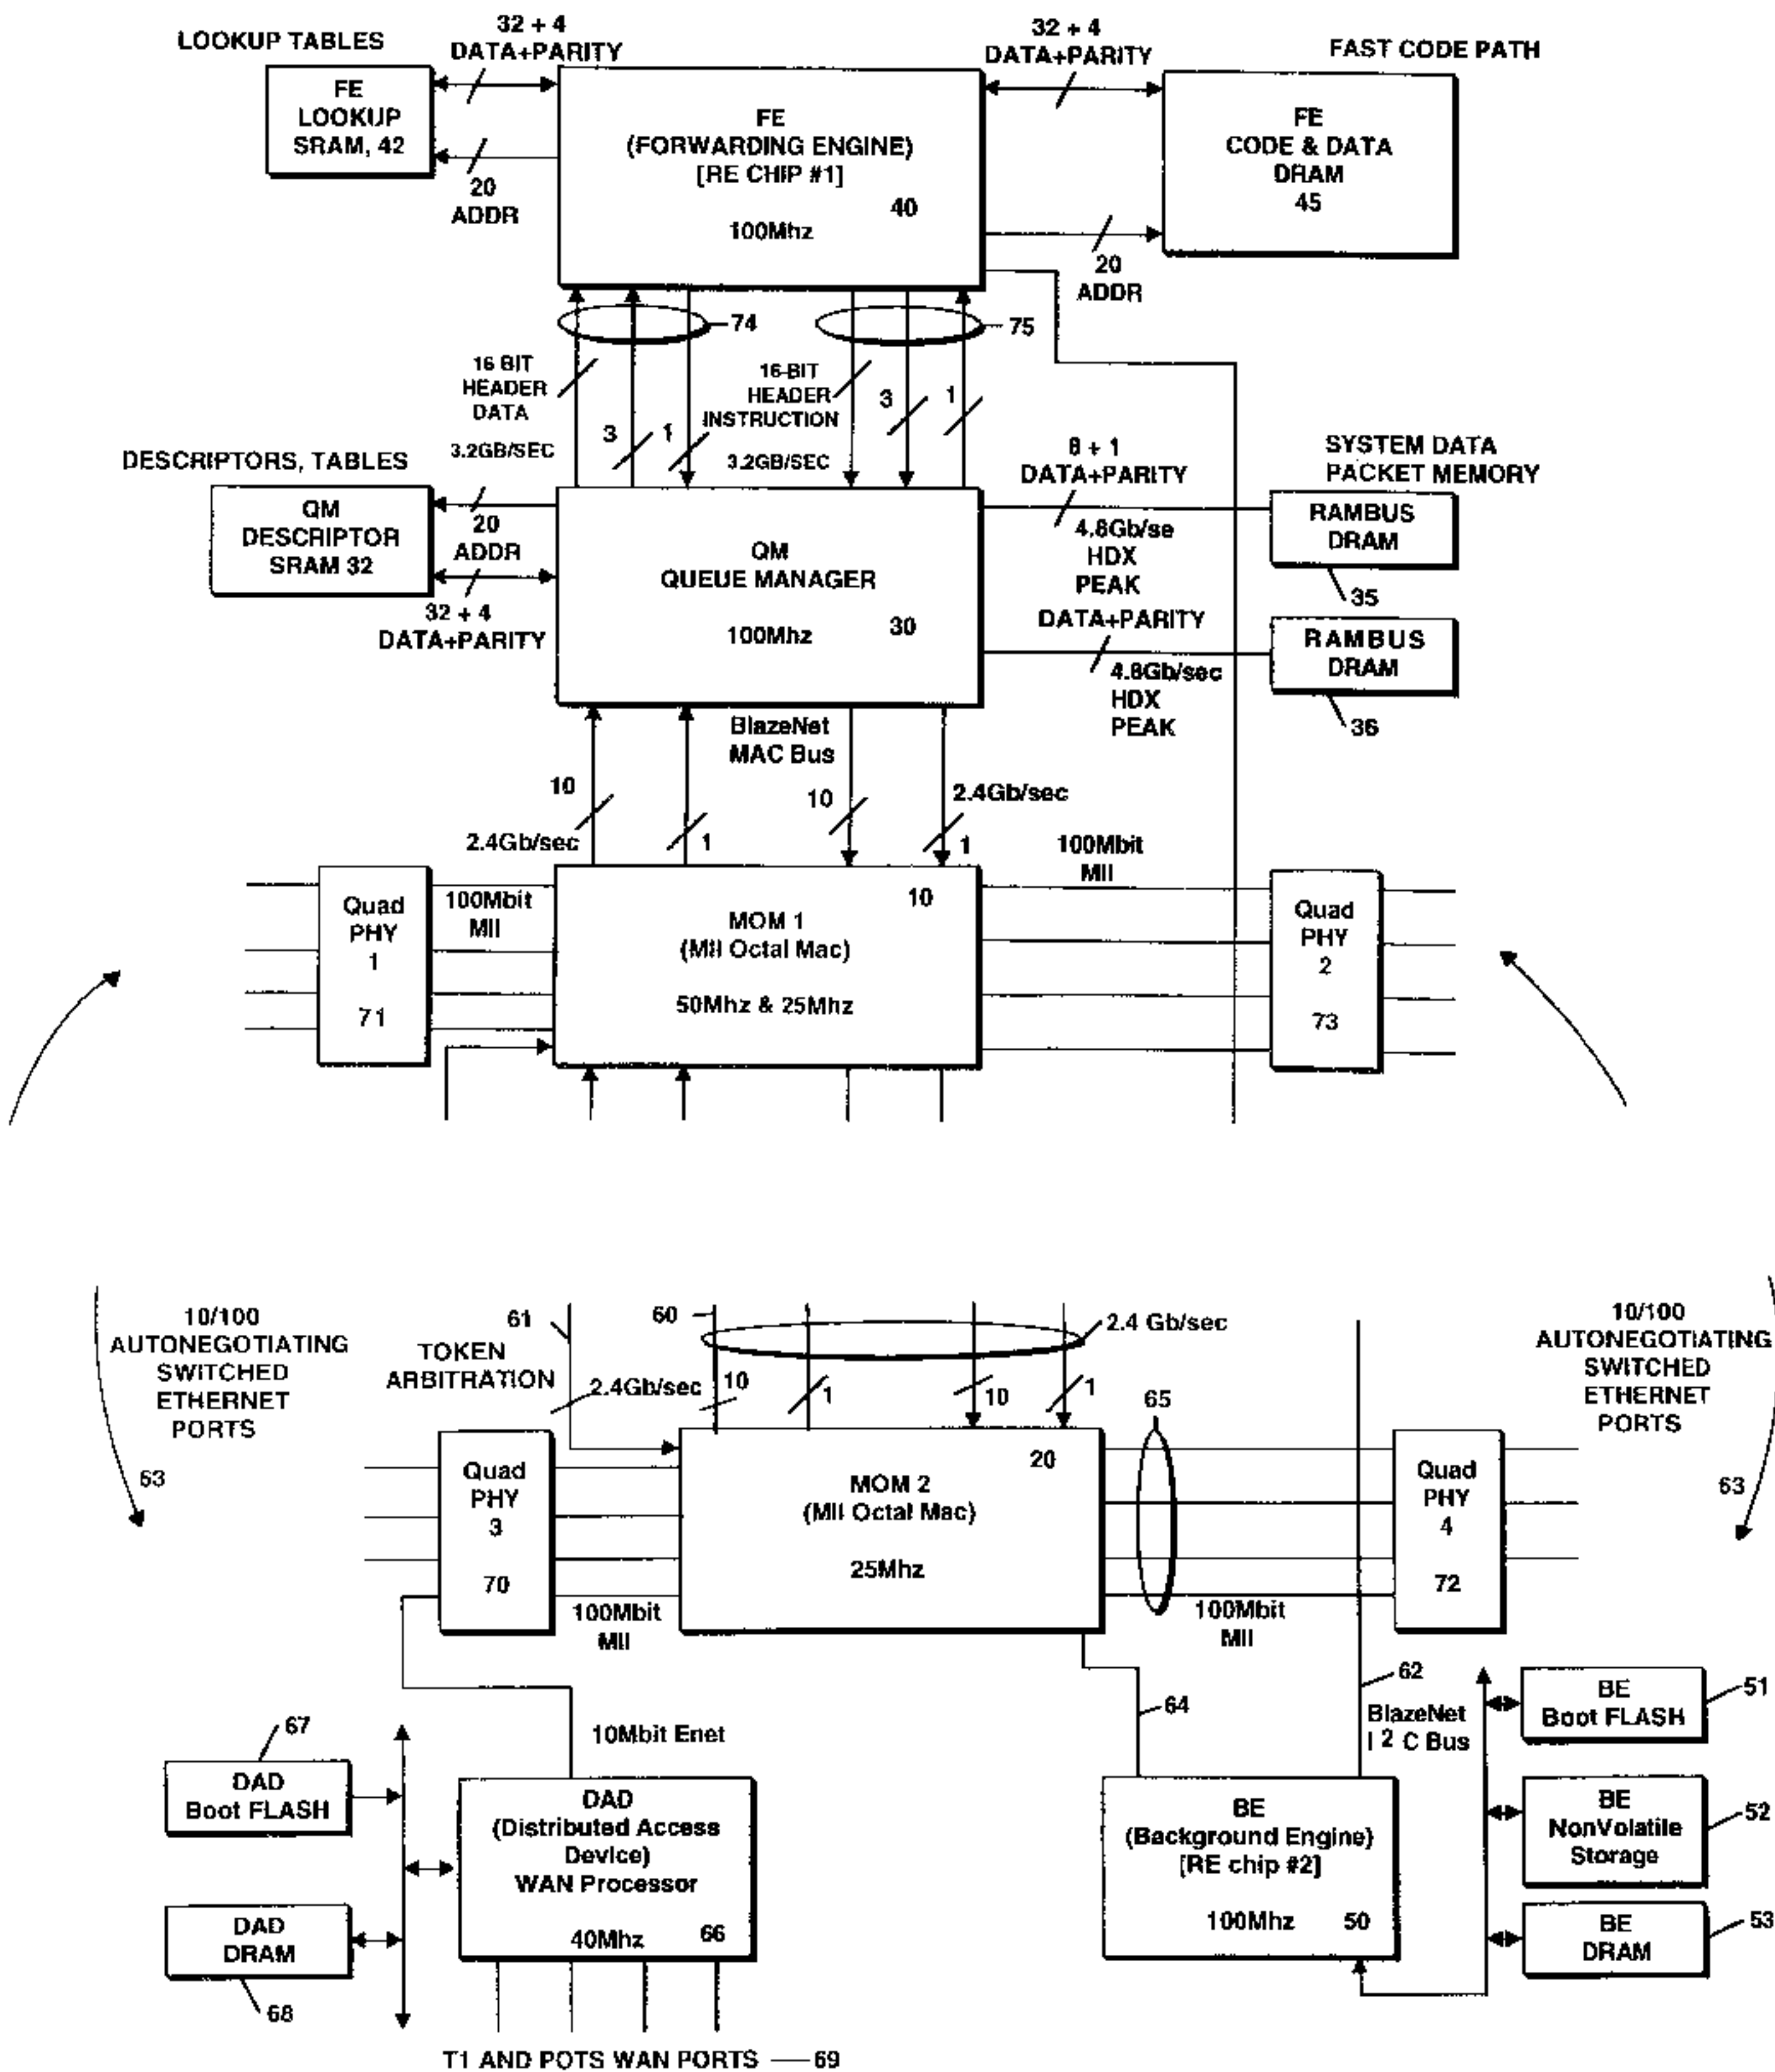 LOOKUP TABLES
32 + 4
DATA+PARITY
32 + 4
DATA+PARITY
FAST CODE PATH
FE
LOOKUP
SRAM, 42
20
ADDR
FE
(FORWARDING ENGINE)
[RE CHIP #1]
40
100Mhz
FE
CODE & DATA
DRAM
45
20
ADDR
74
75
16 BIT
HEADER
DATA
3.2GB/SEC
3
1
16-BIT
HEADER
INSTRUCTION
3.2GB/SEC
3
1
DESCRIPTORS, TABLES
QM
DESCRIPTOR
SRAM 32
20
ADDR
32 + 4
DATA+PARITY
QM
QUEUE MANAGER
100Mhz
30
8 + 1
DATA+PARITY
4.8Gb/se
HDX
PEAK
DATA+PARITY
4.8Gb/sec
HDX
PEAK
SYSTEM DATA
PACKET MEMORY
RAMBUS
DRAM
35
RAMBUS
DRAM
36
BlazeNet
MAC Bus
10
2.4Gb/sec
1
10
2.4Gb/sec
1
100Mbit
MII
Quad
PHY
1
71
100Mbit
MII
10
MOM 1
(MII Octal Mac)
50Mhz & 25Mhz
Quad
PHY
2
73
10/100
AUTONEGOTIATING
SWITCHED
ETHERNET
PORTS
63
61
TOKEN
ARBITRATION
2.4Gb/sec
60
10
1
10
1
2.4 Gb/sec
65
10/100
AUTONEGOTIATING
SWITCHED
ETHERNET
PORTS
63
Quad
PHY
3
70
100Mbit
MII
20
MOM 2
(MII Octal Mac)
25Mhz
100Mbit
MII
Quad
PHY
4
72
67
DAD
Boot FLASH
DAD
DRAM
68
10Mbit Enet
DAD
(Distributed Access
Device)
WAN Processor
40Mhz
66
T1 AND POTS WAN PORTS
69
64
62
BlazeNet
I 2 C Bus
BE
(Background Engine)
[RE chip #2]
100Mhz
50
BE
Boot FLASH
51
BE
NonVolatile
Storage
52
BE
DRAM
53